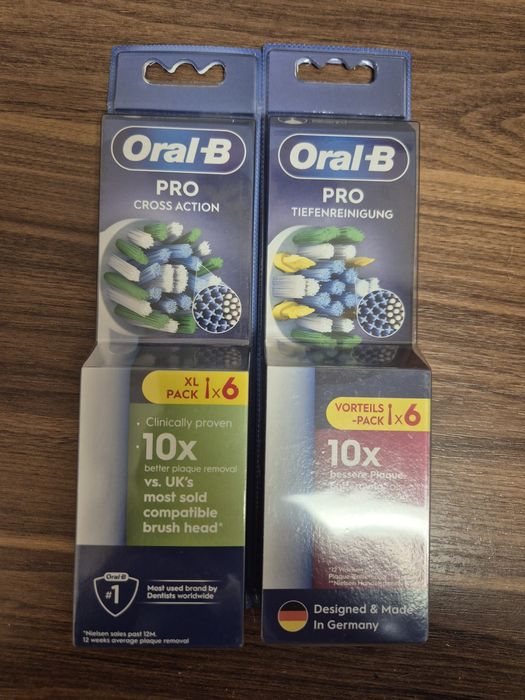 Oral-B
PRO
CROSS ACTION
XL
PACK x6
Clinically proven
10x
better plaque removal
vs. UK's
most sold
compatible
brush head*
Oral-B
#1
Most used brand by
Dentists worldwide
*Nielsen sales past 12M.
12 weeks average plaque removal
Oral-B
PRO
TIEFENREINIGUNG
VORTEILS
-PACK x6
10x
bessere Plaque-
Designed & Made
In Germany